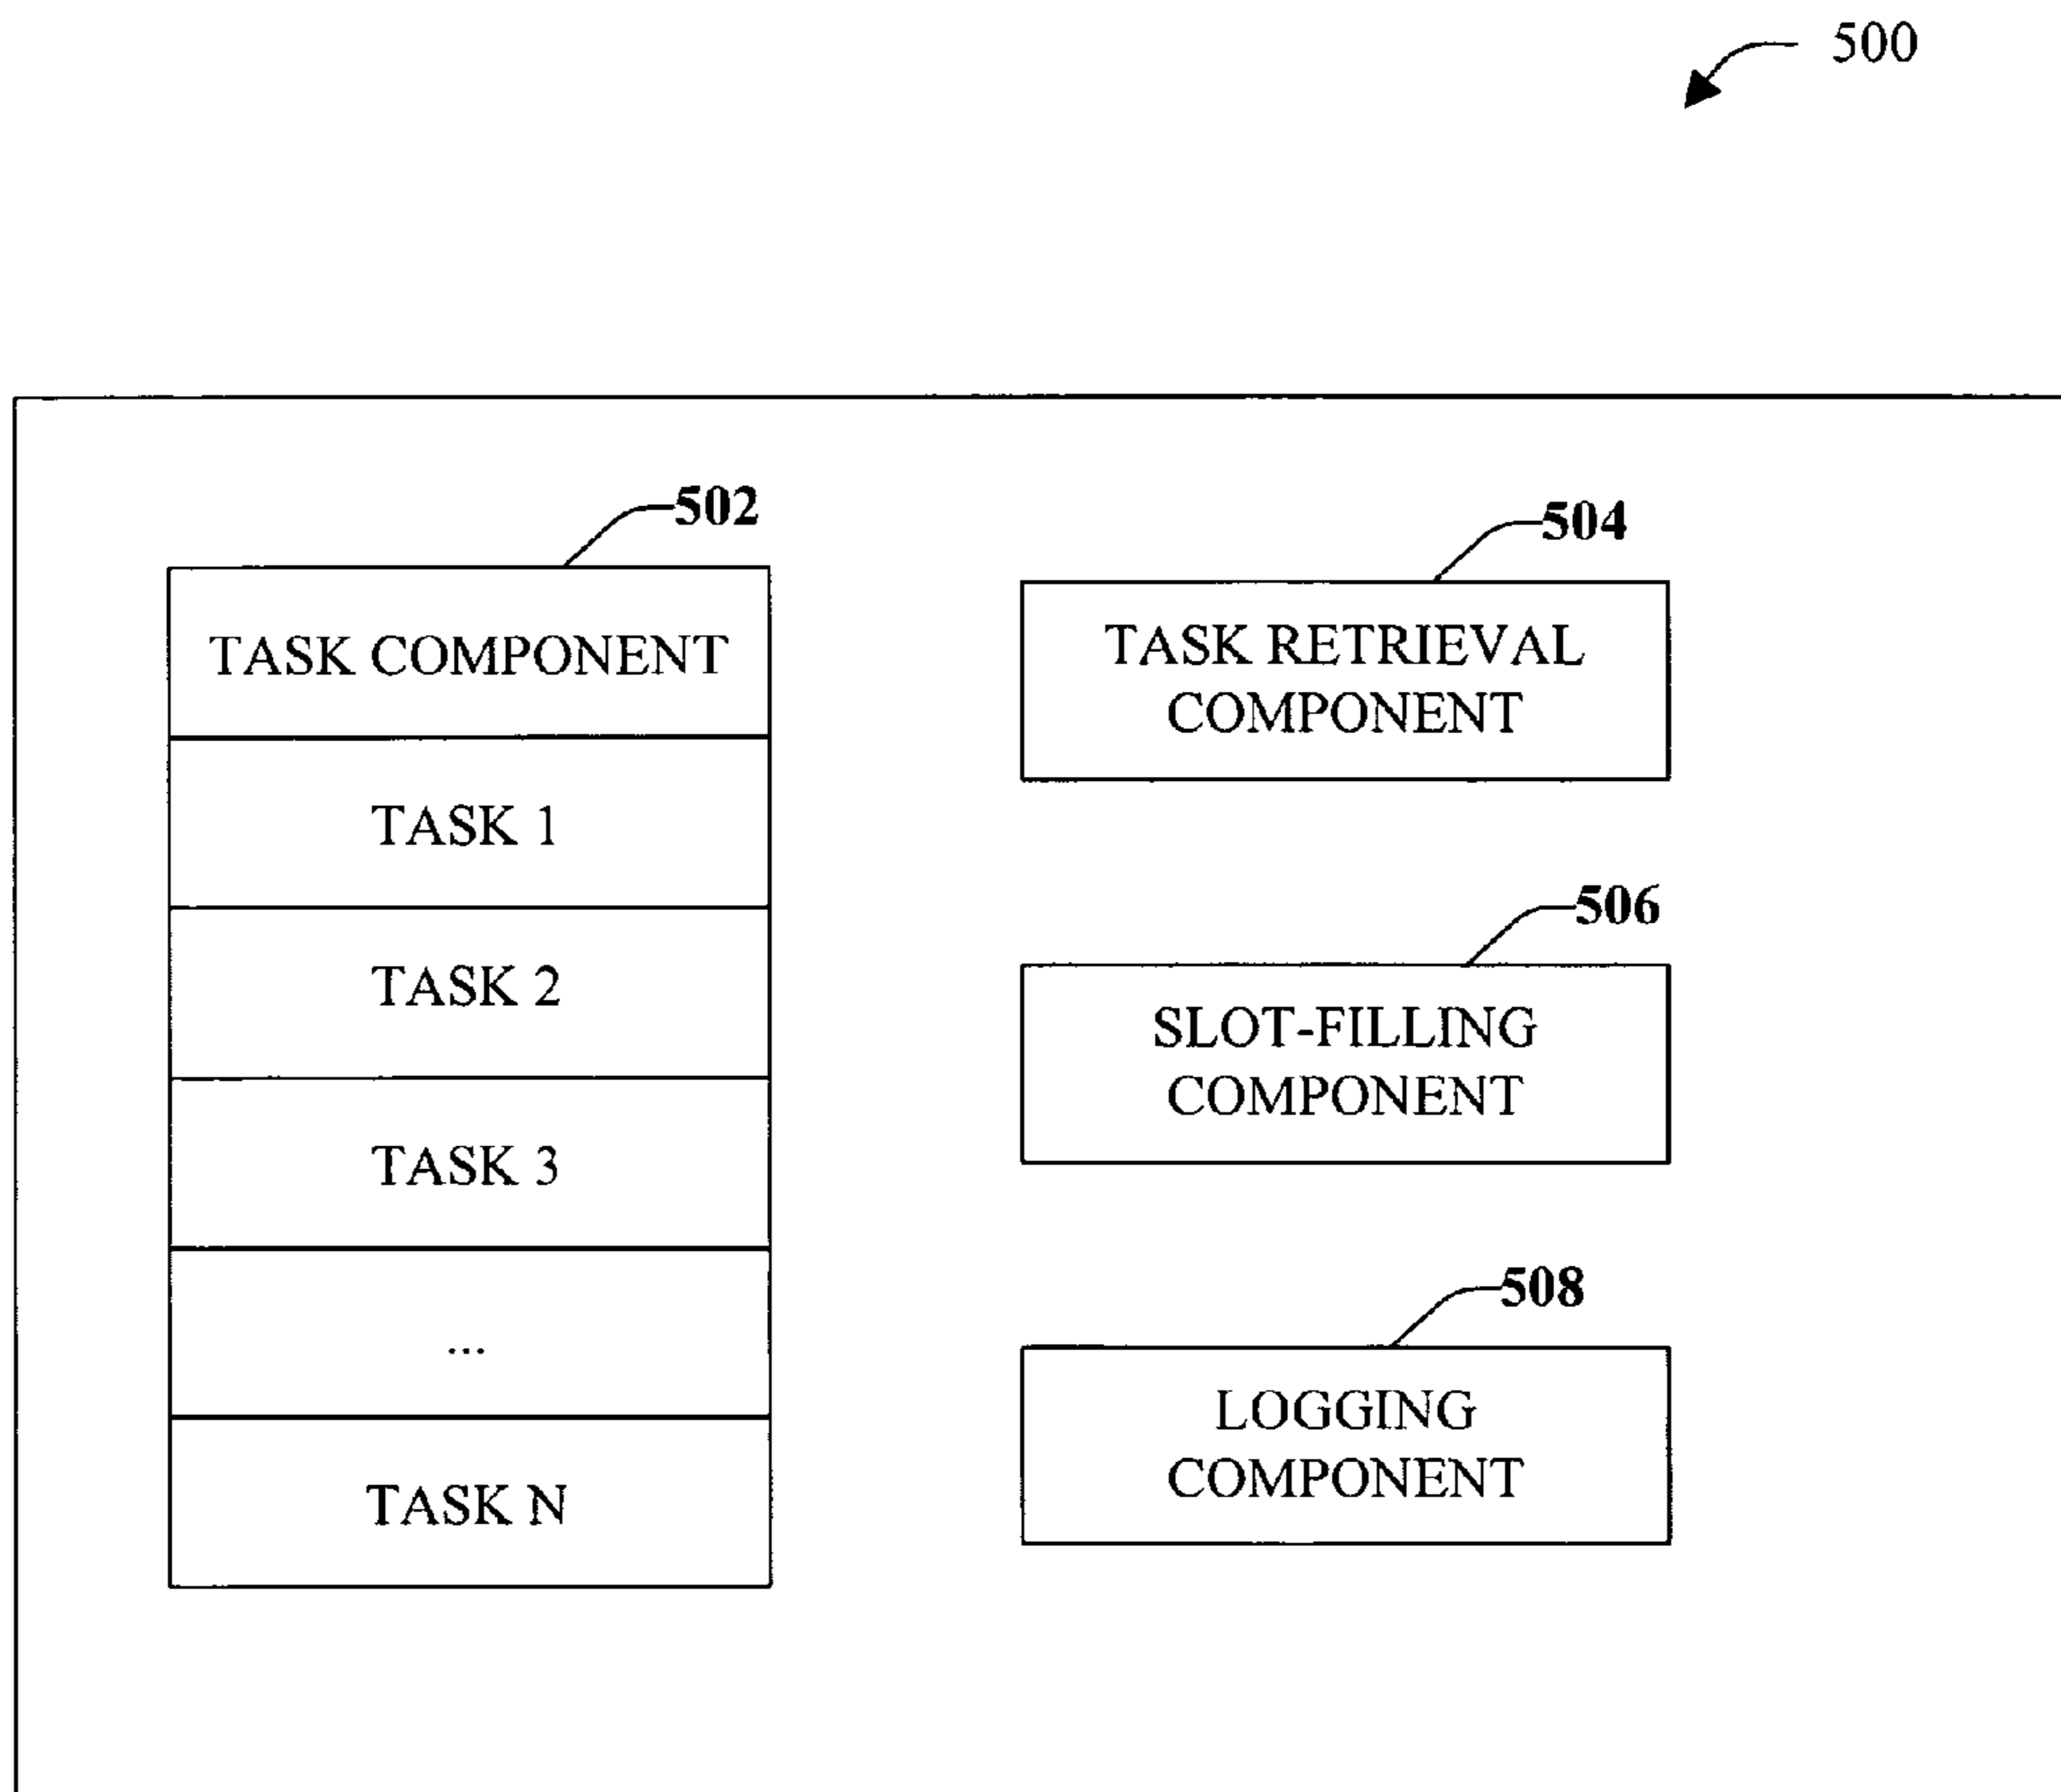 500
502
TASK COMPONENT
TASK 1
TASK 2
TASK 3
...
TASK N
504
TASK RETRIEVAL
COMPONENT
506
SLOT-FILLING
COMPONENT
508
LOGGING
COMPONENT